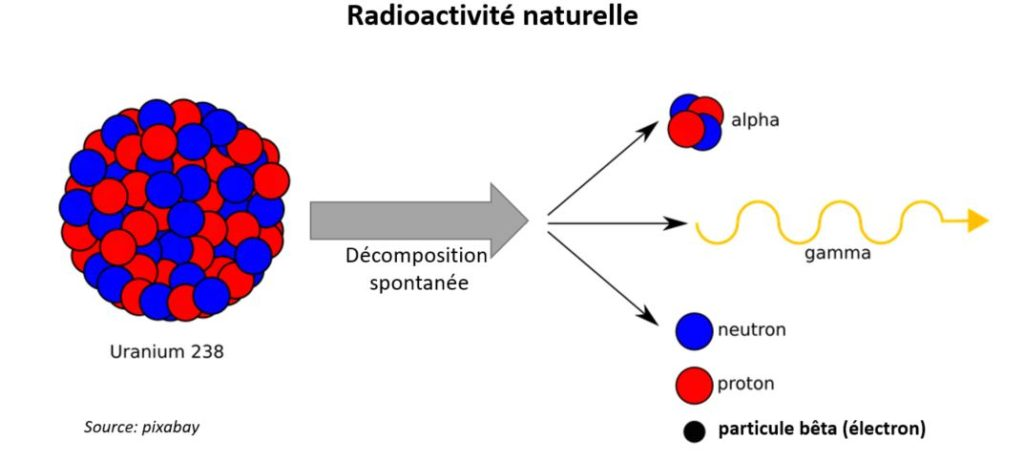 Radioactivité naturelle
alpha
gamma
Décomposition
spontanée
neutron
Uranium 238
proton
Source: pixabay
particule bêta (électron)